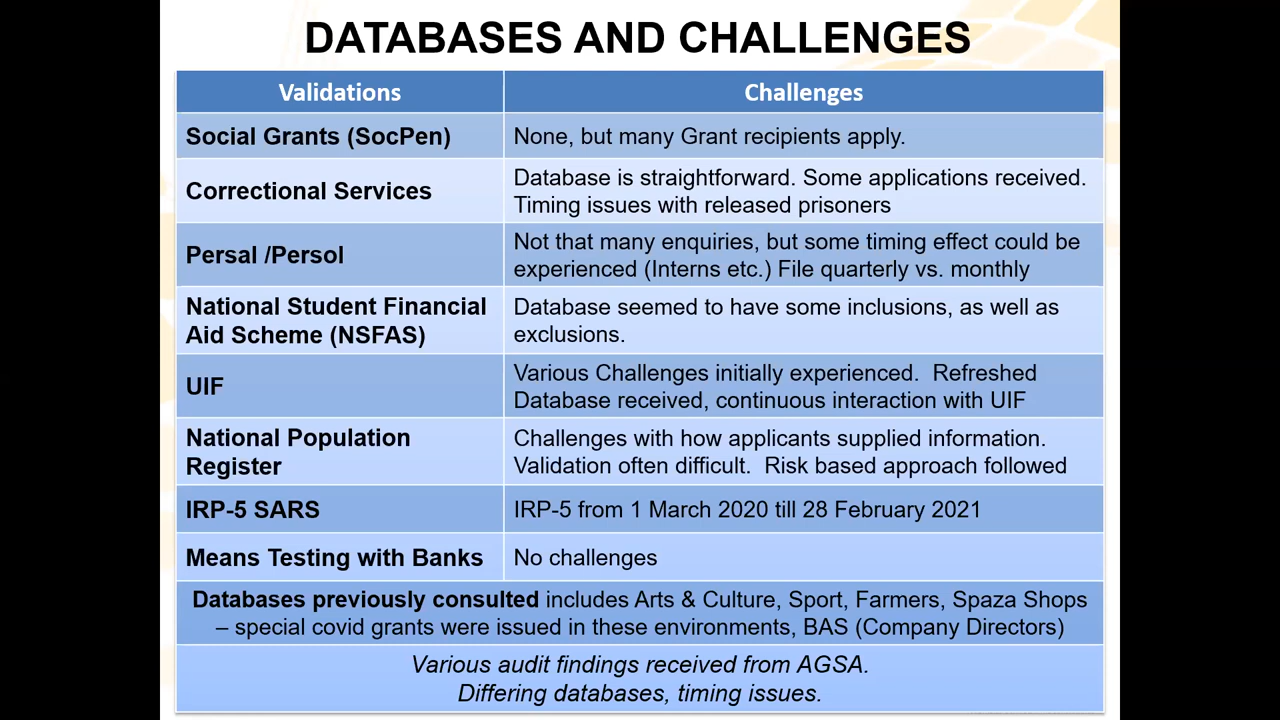 DATABASES AND CHALLENGES
Validations
Challenges
Social Grants (SocPen)
None, but many Grant recipients apply.
Correctional Services
Database is straightforward. Some applications received.
Timing issues with released prisoners
Persal /Persol
Not that many enquiries, but some timing effect could be
experienced (Interns etc.) File quarterly vs. monthly
National Student Financial
Aid Scheme (NSFAS)
Database seemed to have some inclusions, as well as
exclusions.
UIF
Various Challenges initially experienced.  Refreshed
Database received, continuous interaction with UIF
National Population
Register
Challenges with how applicants supplied information.
Validation often difficult.  Risk based approach followed
IRP-5 SARS
IRP-5 from 1 March 2020 till 28 February 2021
Means Testing with Banks
No challenges
Databases previously consulted includes Arts & Culture, Sport, Farmers, Spaza Shops
– special covid grants were issued in these environments, BAS (Company Directors)
Various audit findings received from AGSA.
Differing databases, timing issues.